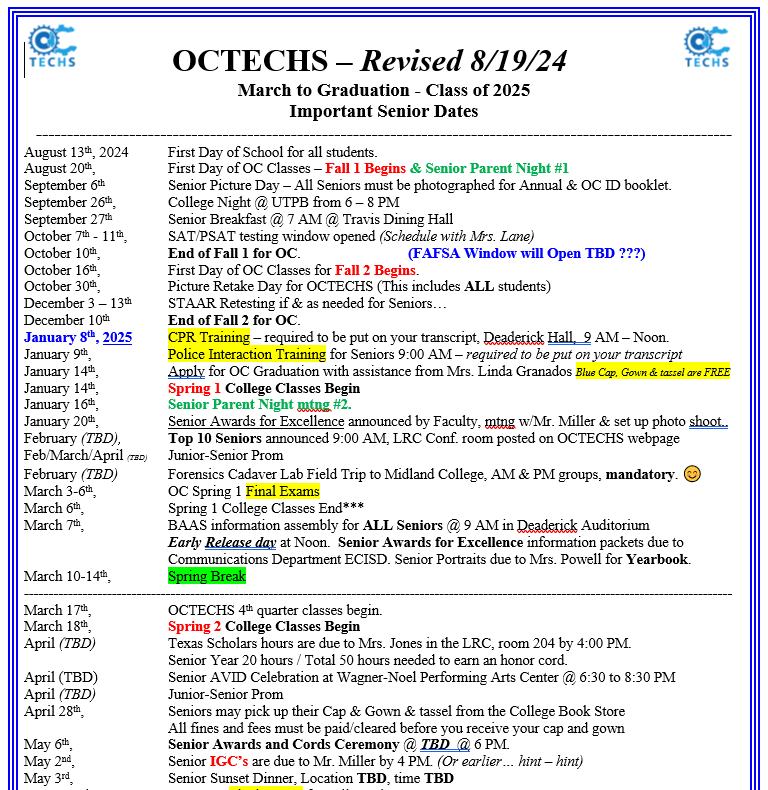 OC
TECHS
OC
TECHS
OCTECHS – Revised 8/19/24
March to Graduation - Class of 2025
Important Senior Dates
August 13th, 2024 First Day of School for all students.
August 20th, First Day of OC Classes – Fall 1 Begins & Senior Parent Night #1
September 6th Senior Picture Day – All Seniors must be photographed for Annual & OC ID booklet.
September 26th, College Night @ UTPB from 6 – 8 PM
September 27th Senior Breakfast @ 7 AM @ Travis Dining Hall
October 7th - 11th, SAT/PSAT testing window opened (Schedule with Mrs. Lane)
October 10th, End of Fall 1 for OC. (FAFSA Window will Open TBD ???)
October 16th, First Day of OC Classes for Fall 2 Begins.
October 30th, Picture Retake Day for OCTECHS (This includes ALL students)
December 3 – 13th, STAAR Retesting if & as needed for Seniors…
December 10th End of Fall 2 for OC.
January 8th, 2025 CPR Training – required to be put on your transcript, Deaderick Hall, 9 AM – Noon.
January 9th, Police Interaction Training for Seniors 9:00 AM – required to be put on your transcript
January 14th, Apply for OC Graduation with assistance from Mrs. Linda Granados Blue Cap, Gown & tassel are FREE
January 14th, Spring 1 College Classes Begin
January 16th, Senior Parent Night mtng #2.
January 20th, Senior Awards for Excellence announced by Faculty, mtng w/Mr. Miller & set up photo shoot..
February (TBD), Top 10 Seniors announced 9:00 AM, LRC Conf. room posted on OCTECHS webpage
Feb/March/April (TBD) Junior-Senior Prom
February (TBD) Forensics Cadaver Lab Field Trip to Midland College, AM & PM groups, mandatory. 😊
March 3-6th, OC Spring 1 Final Exams
March 6th, Spring 1 College Classes End***
March 7th, BAAS information assembly for ALL Seniors @ 9 AM in Deaderick Auditorium
Early Release day at Noon. Senior Awards for Excellence information packets due to
Communications Department ECISD. Senior Portraits due to Mrs. Powell for Yearbook.
March 10-14th, Spring Break
March 17th, OCTECHS 4th quarter classes begin.
March 18th, Spring 2 College Classes Begin
April (TBD) Texas Scholars hours are due to Mrs. Jones in the LRC, room 204 by 4:00 PM.
Senior Year 20 hours / Total 50 hours needed to earn an honor cord.
April (TBD) Senior AVID Celebration at Wagner-Noel Performing Arts Center @ 6:30 to 8:30 PM
April (TBD) Junior-Senior Prom
April 28th, Seniors may pick up their Cap & Gown & tassel from the College Book Store
All fines and fees must be paid/cleared before you receive your cap and gown
May 6th, Senior Awards and Cords Ceremony @ TBD @ 6 PM.
May 2nd, Senior IGC's are due to Mr. Miller by 4 PM. (Or earlier… hint – hint)
May 3rd, Senior Sunset Dinner, Location TBD, time TBD